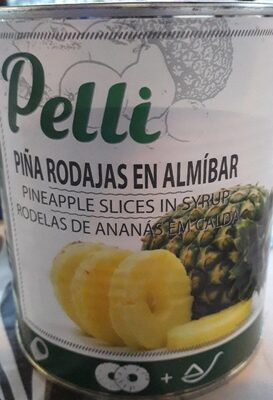 Pelli
PIÑA RODAJAS EN ALMÍBAR
PINEAPPLE SLICES IN SYRUP
RODELAS DE ANANÁS EM CALDA